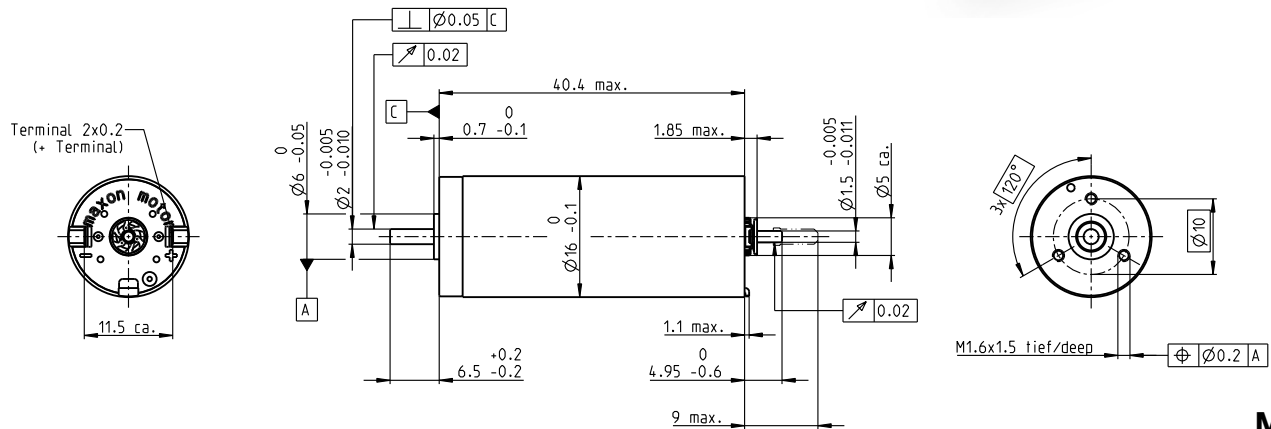 ⊥ Ø0.05 C
↗ 0.02
40.4 max.
C
0
0.7 -0.1
1.85 max.
Terminal 2x0.2
(+ Terminal)
maxon motor
- +
11.5 ca.
0
Ø6 -0.05
-0.005
Ø2 -0.010
A
0
Ø16 -0.1
-0.005
Ø1.5 -0.011
Ø5 ca.
↗ 0.02
1.1 max.
+0.2
6.5 -0.2
0
4.95 -0.6
9 max.
3x 120°
Ø10
M1.6x1.5 tief/deep
⌖ Ø0.2 A
M